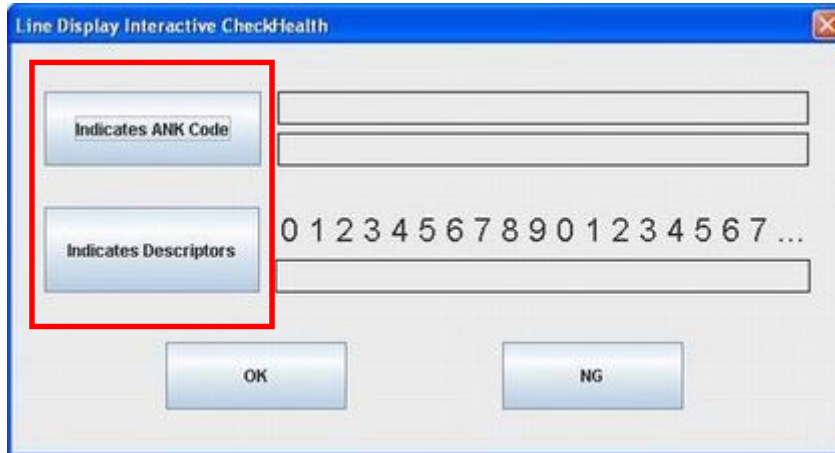 Line Display Interactive CheckHealth
Indicates ANK Code
Indicates Descriptors
0 1 2 3 4 5 6 7 8 9 0 1 2 3 4 5 6 7 ...
OK
NG